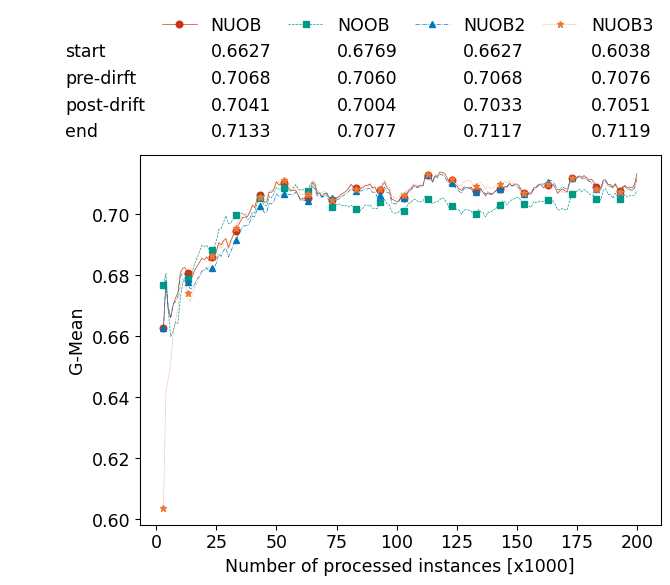 NUOB NOOB NUOB2 NUOB3
start 0.6627 0.6769 0.6627 0.6038
pre-dirft 0.7068 0.7060 0.7068 0.7076
post-drift 0.7041 0.7004 0.7033 0.7051
end 0.7133 0.7077 0.7117 0.7119
G-Mean
0.70
0.68
0.66
0.64
0.62
0.60
0 25 50 75 100 125 150 175 200
Number of processed instances [x1000]